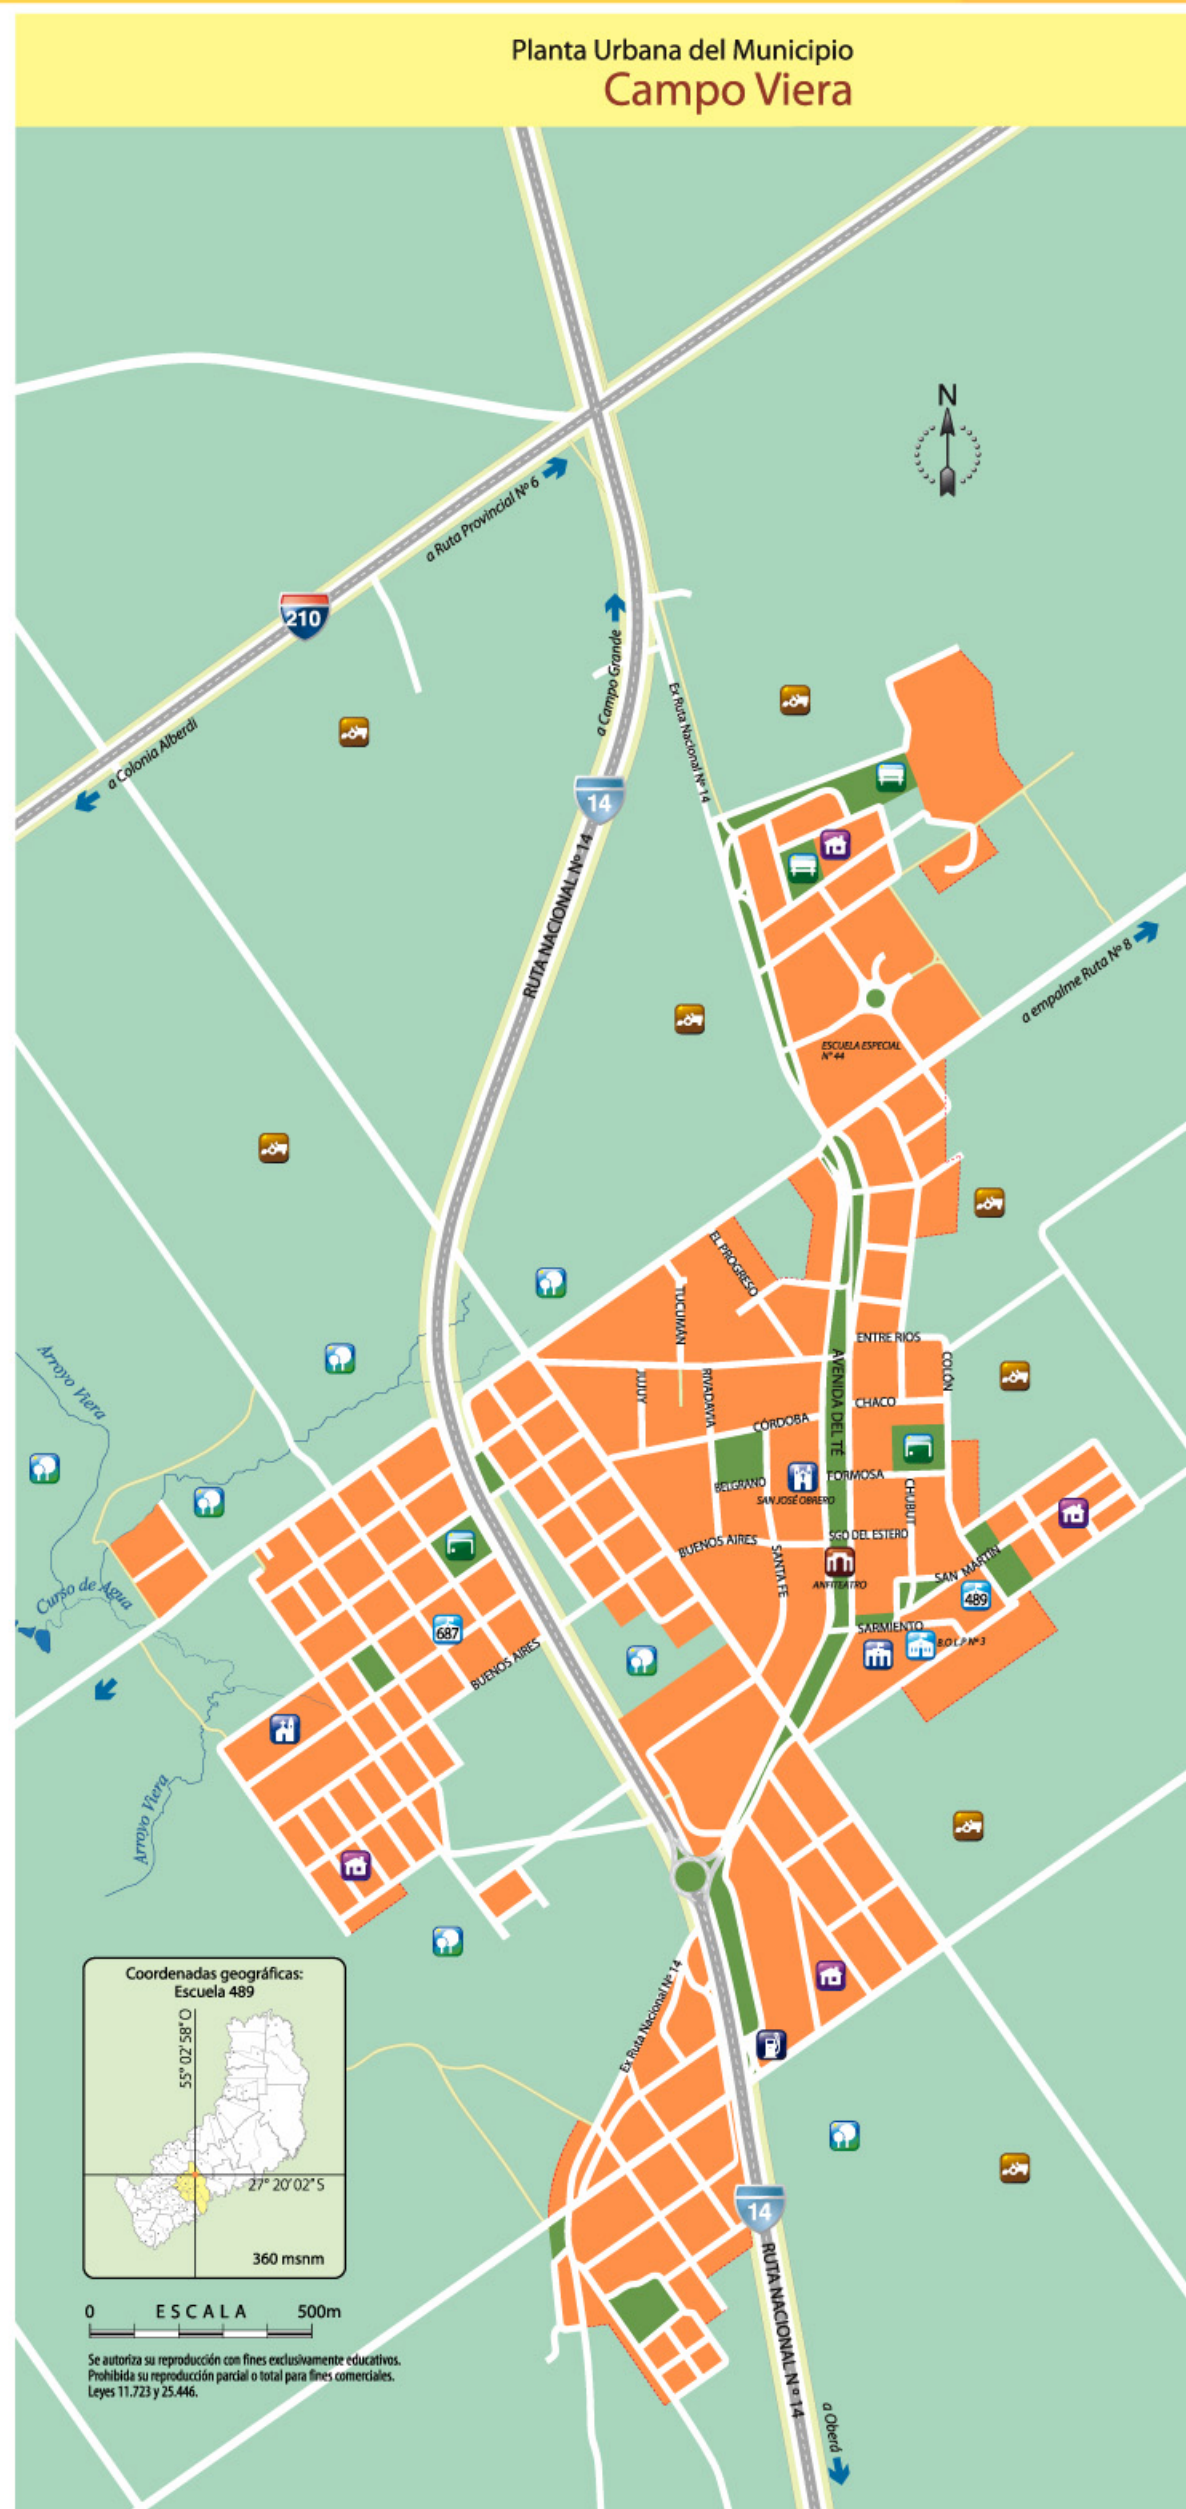 Planta Urbana del Municipio
Campo Viera
N
a Ruta Provincial Nº 6
210
a Campo Grande
Ex Ruta Nacional Nº 14
a Colonia Alberdi
14
RUTA NACIONAL Nº 14
a empalme Ruta Nº 8
ESCUELA ESPECIAL
Nº 44
EL PROGRESO
TUCUMÁN
ENTRE RIOS
AVENIDA DEL TÉ
COLÓN
JUJUY
RIVADAVIA
CHACO
CÓRDOBA
Arroyo Viera
BELGRANO
TORMOSA
SAN JOSÉ OBRERO
CHUBUT
BUENOS AIRES
SGO DEL ESTERO
SANTA FE
ANFITEATRO
SAN MARTÍN
489
Curso de Agua
687
SARMIENTO
B.O.L.P. Nº 3
BUENOS AIRES
Arroyo Viera
Ex Ruta Nacional Nº 14
Coordenadas geográficas:
Escuela 489
55º 02'58"O
27º 20'02"S
360 msnm
14
RUTA NACIONAL Nº 14
0 ESCALA 500m
a Oberá
Se autoriza su reproducción con fines exclusivamente educativos.
Prohibida su reproducción parcial o total para fines comerciales.
Leyes 11.723 y 25.446.